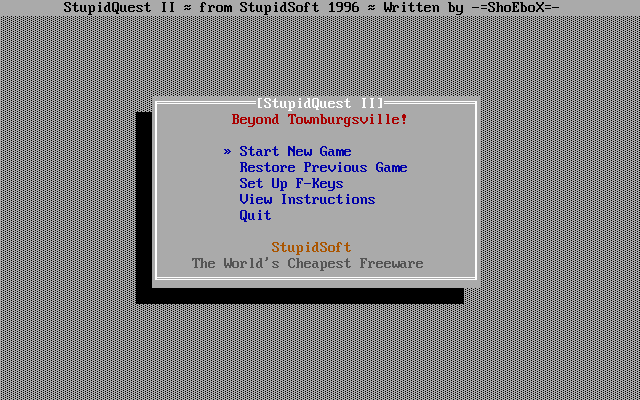 StupidQuest II ≈ from StupidSoft 1996 ≈ Written by -=ShoEboX=-
[StupidQuest II]
Beyond Townburgsville!
» Start New Game
Restore Previous Game
Set Up F-Keys
View Instructions
Quit
StupidSoft
The World's Cheapest Freeware